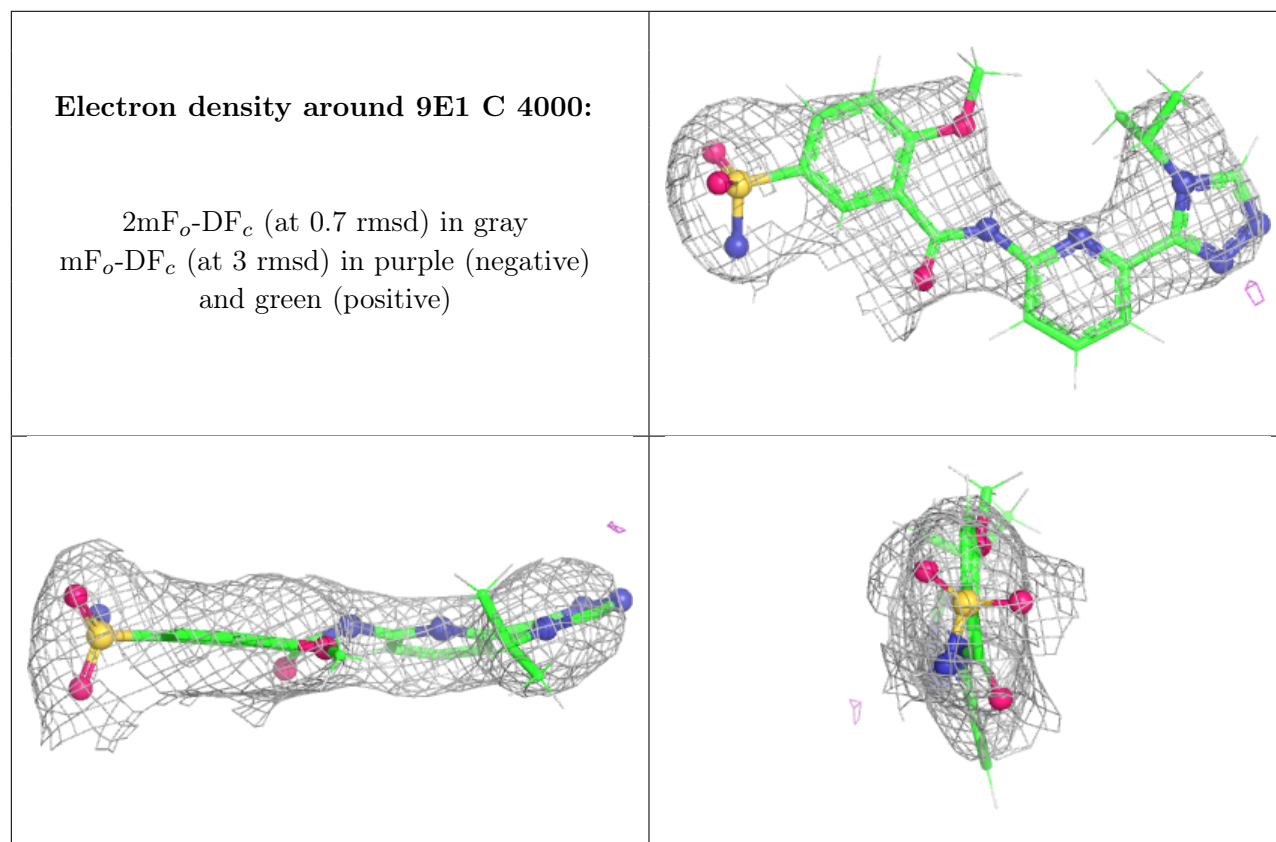 Electron density around 9E1 C 4000:
2mFₒ-DF𝒸 (at 0.7 rmsd) in gray
mFₒ-DF𝒸 (at 3 rmsd) in purple (negative)
and green (positive)